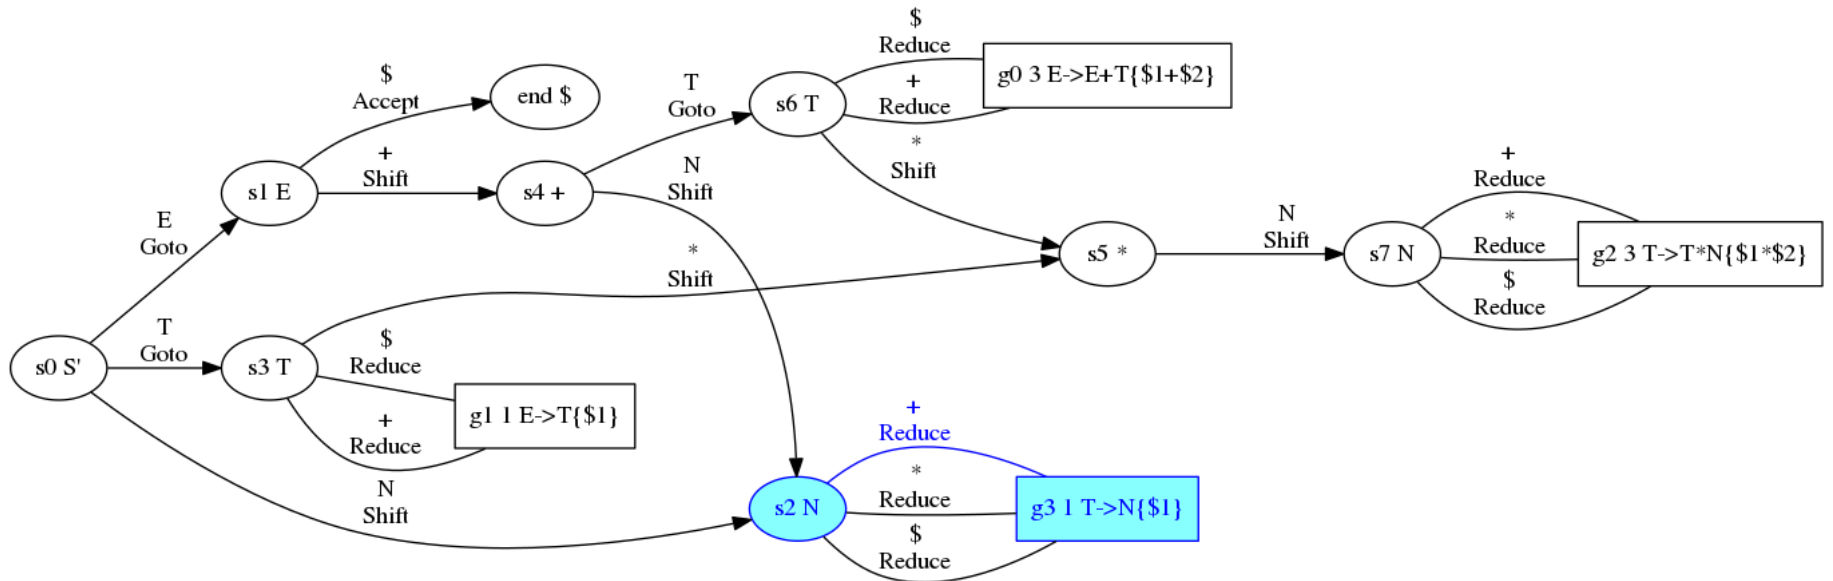 $
Reduce
g0 3 E->E+T{$1+$2}
+
Reduce
$
Accept
end $
T
Goto
s6 T
*
Shift
+
Shift
s1 E
s4 +
N
Shift
+
Reduce
E
Goto
*
Shift
s5 *
N
Shift
s7 N
*
Reduce
g2 3 T->T*N{$1*$2}
$
Reduce
s0 S'
T
Goto
s3 T
$
Reduce
g1 1 E->T{$1}
+
Reduce
N
Shift
+
Reduce
s2 N
*
Reduce
g3 1 T->N{$1}
$
Reduce